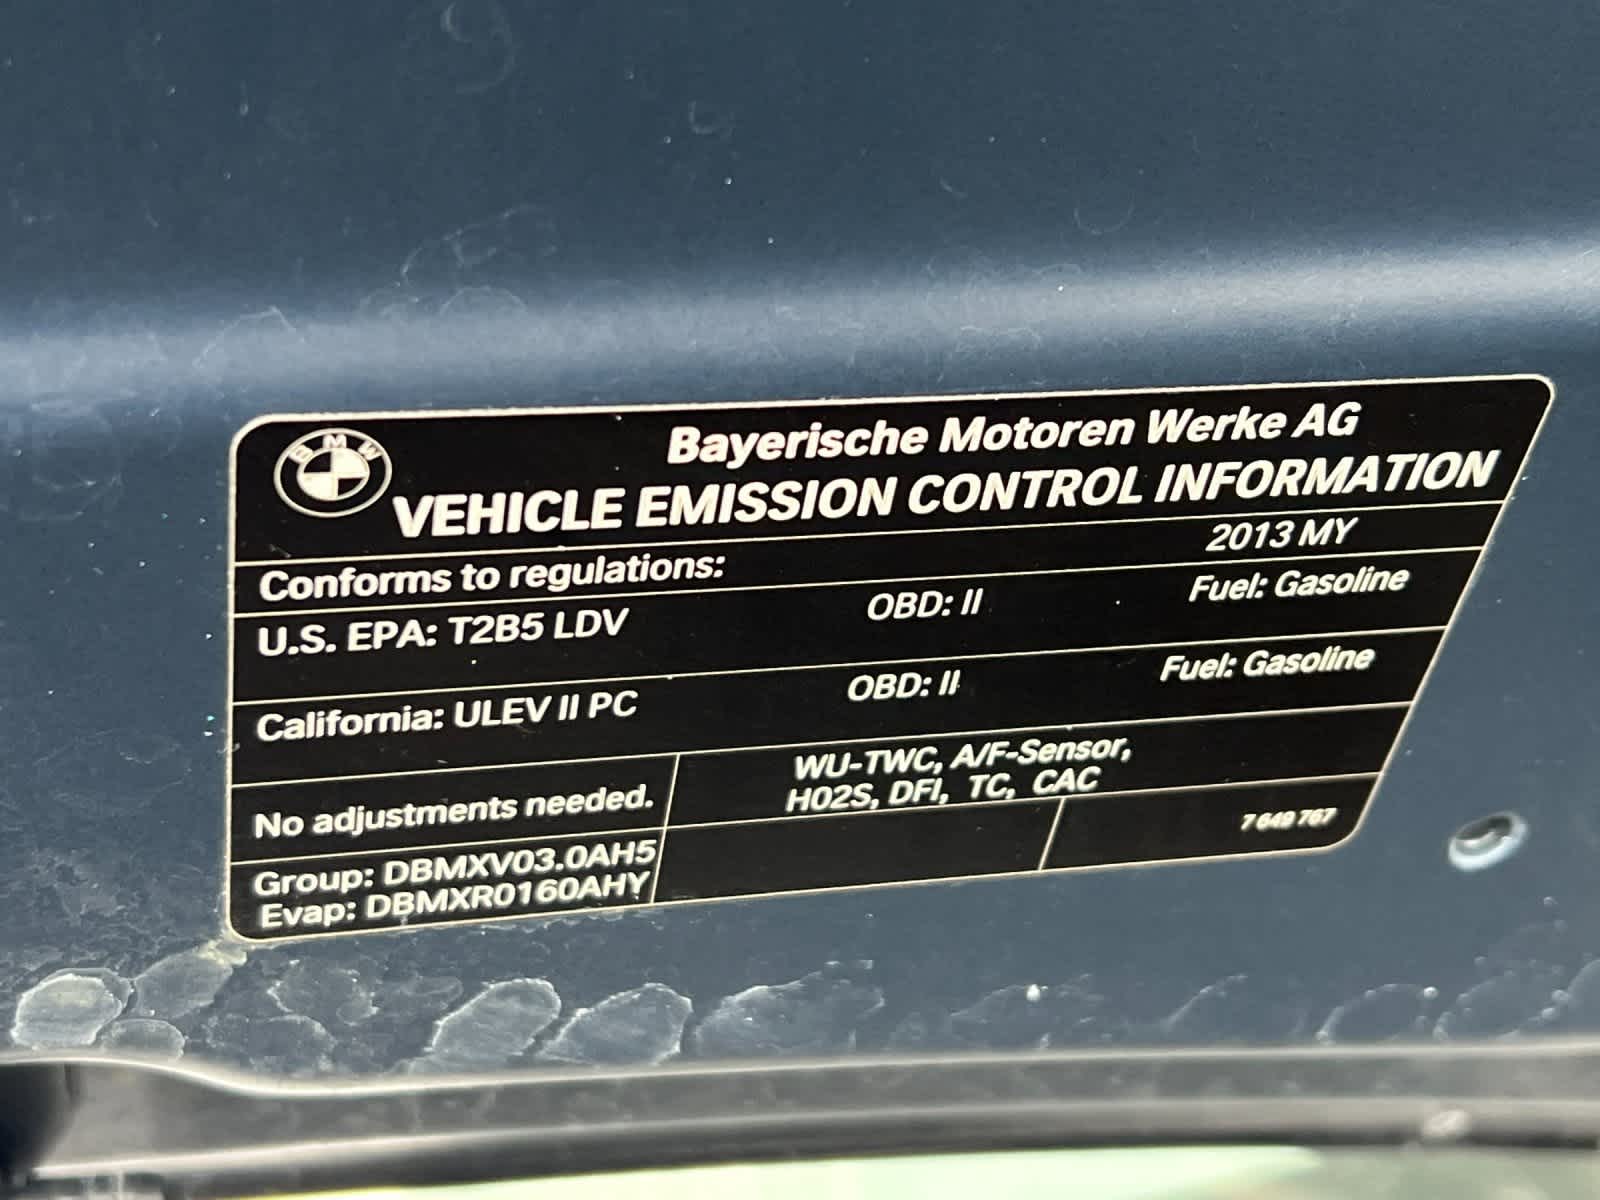 BMW
Bayerische Motoren Werke AG
VEHICLE EMISSION CONTROL INFORMATION
Conforms to regulations: 2013 MY
U.S. EPA: T2B5 LDV OBD: II Fuel: Gasoline
California: ULEV II PC OBD: II Fuel: Gasoline
No adjustments needed.
WU-TWC, A/F-Sensor,
H02S, DFI, TC, CAC
Group: DBMXV03.0AH5
Evap: DBMXR0160AHY
7 649 767